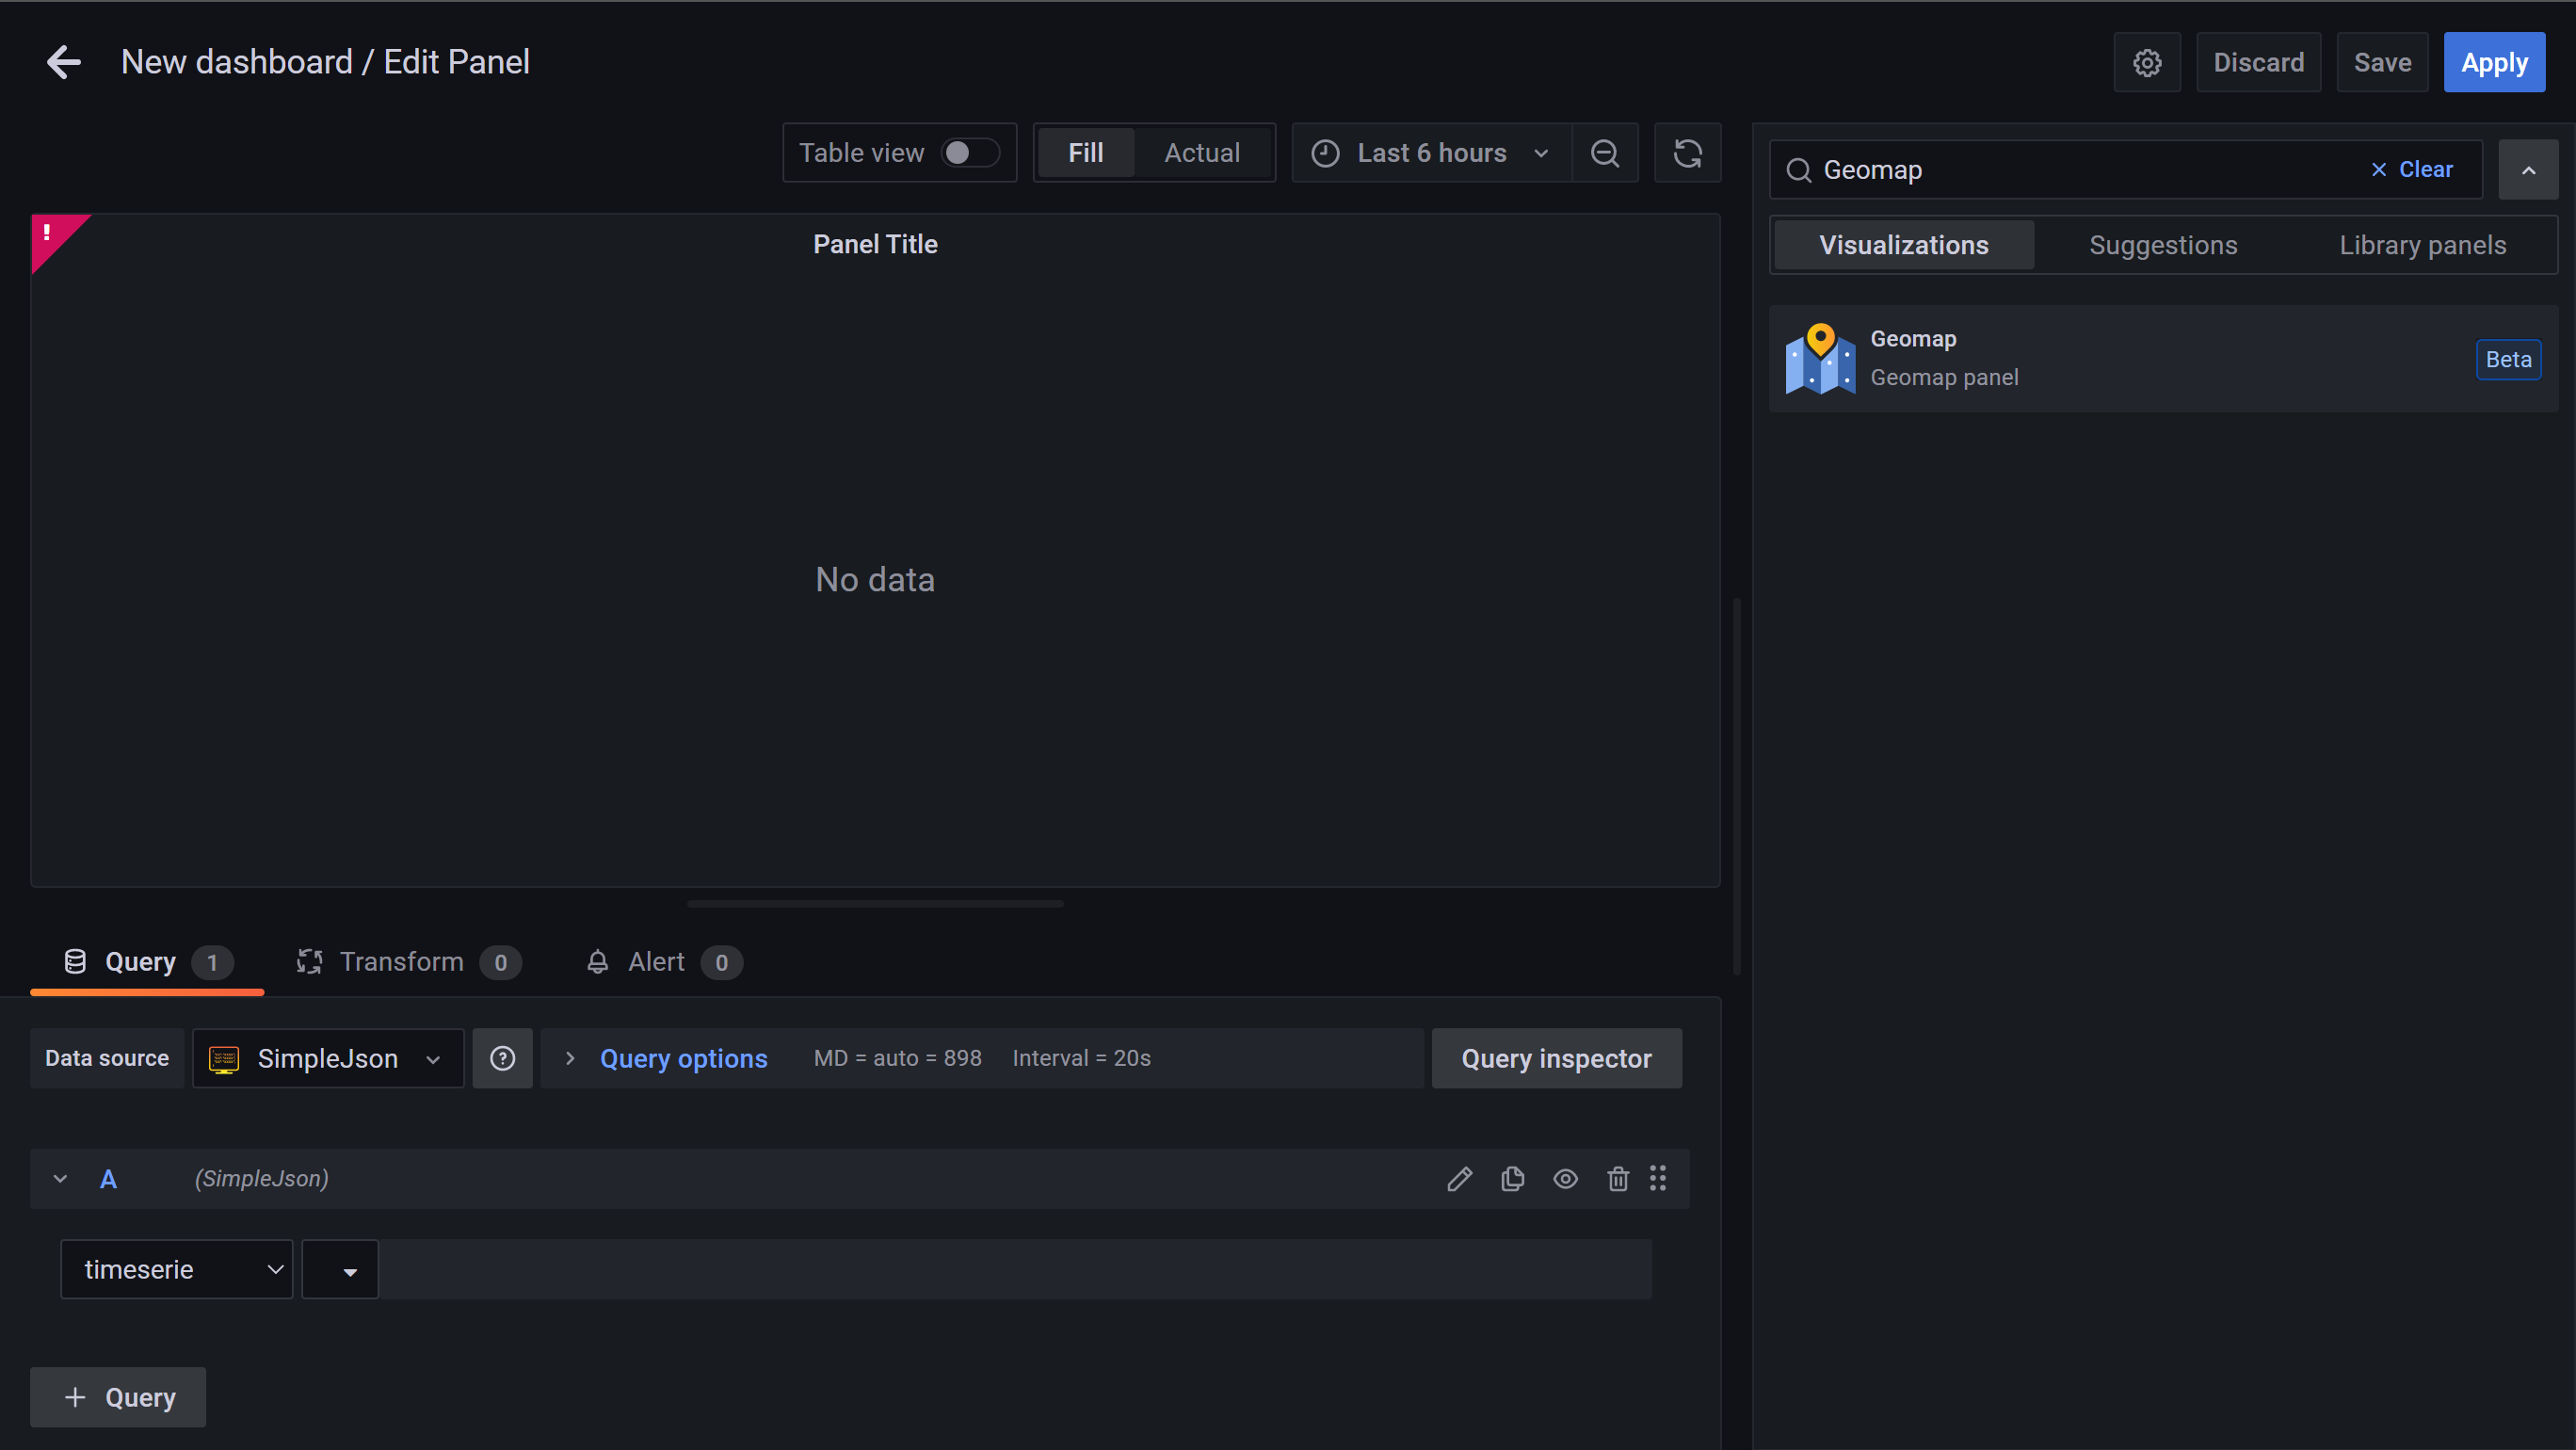 New dashboard / Edit Panel
Discard
Save
Apply
Table view
Fill
Actual
Last 6 hours
Geomap
Clear
Visualizations
Suggestions
Library panels
!
Panel Title
Geomap
Geomap panel
Beta
No data
Query 1
Transform 0
Alert 0
Data source
SimpleJson
?
Query options
MD = auto = 898
Interval = 20s
Query inspector
A
(SimpleJson)
timeserie
+ Query